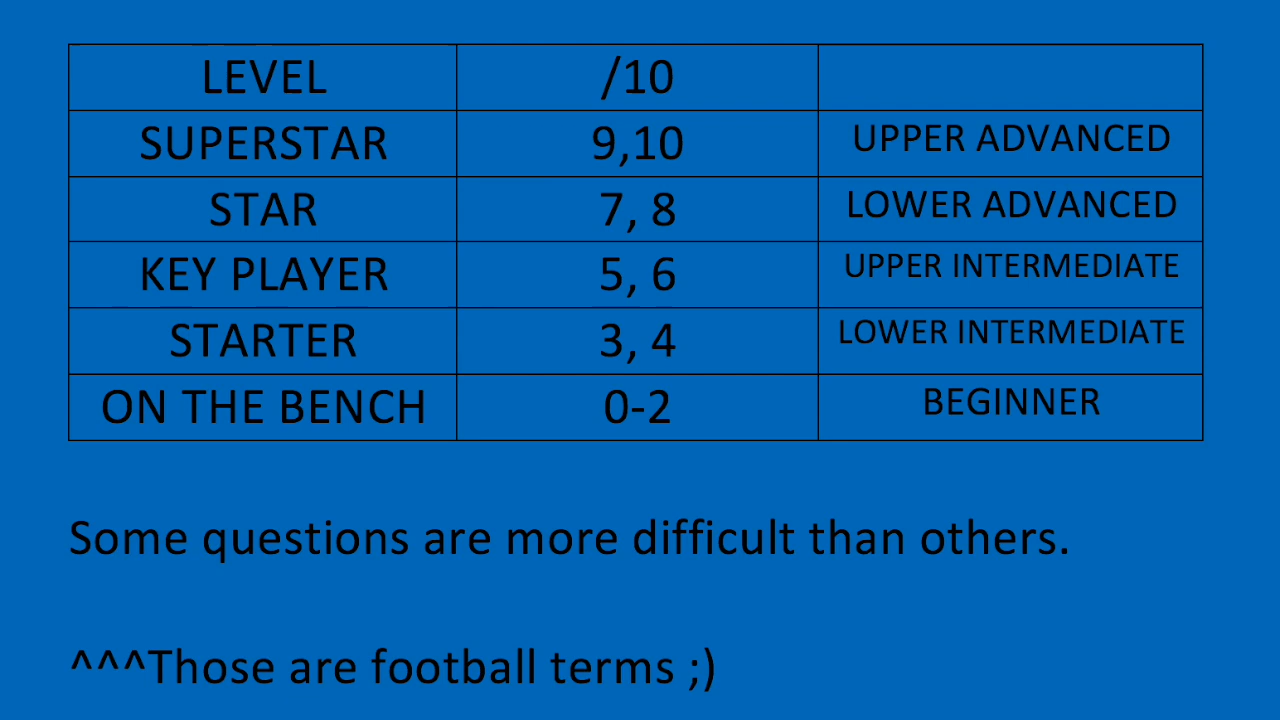 LEVEL /10
SUPERSTAR 9,10 UPPER ADVANCED
STAR 7, 8 LOWER ADVANCED
KEY PLAYER 5, 6 UPPER INTERMEDIATE
STARTER 3, 4 LOWER INTERMEDIATE
ON THE BENCH 0-2 BEGINNER
Some questions are more difficult than others.
^^^Those are football terms ;)